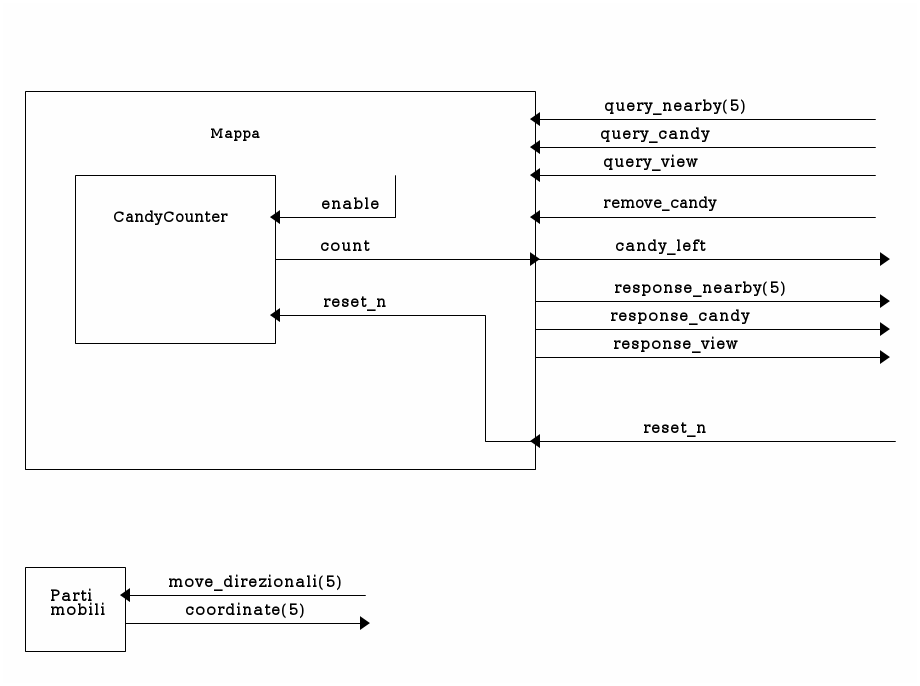 query_nearby(5)
Mappa
query_candy
query_view
enable
remove_candy
CandyCounter
count
candy_left
response_nearby(5)
reset_n
response_candy
response_view
reset_n
move_direzionali(5)
Parti
mobili
coordinate(5)